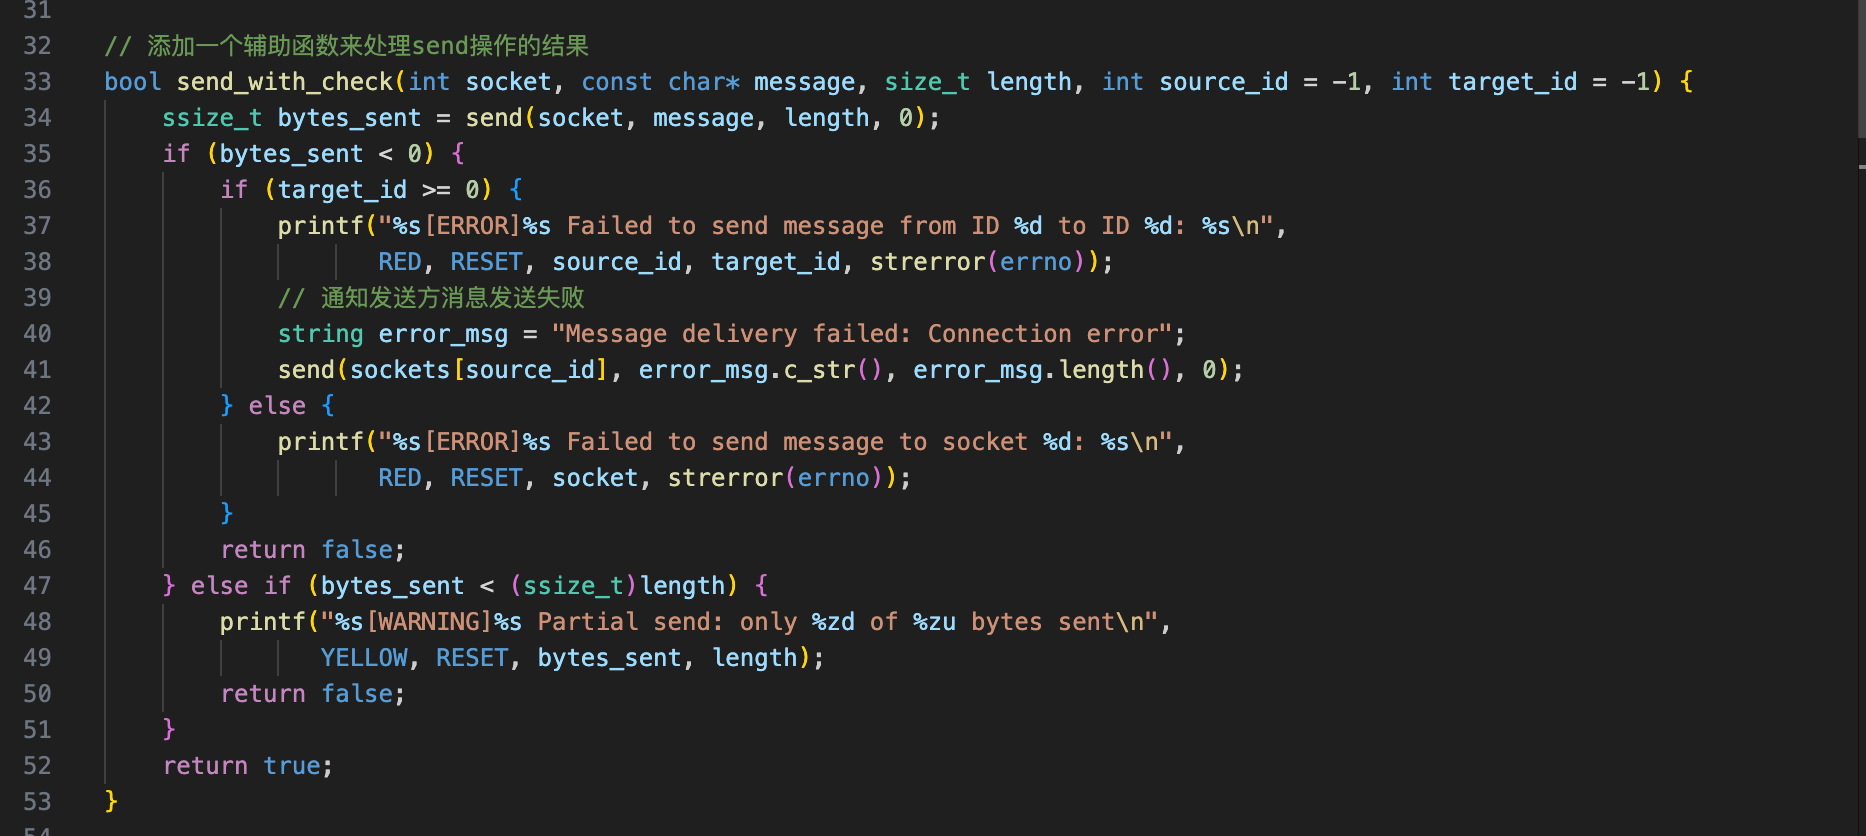 31
32 // 添加一个辅助函数来处理send操作的结果
33 bool send_with_check(int socket, const char* message, size_t length, int source_id = -1, int target_id = -1) {
34     ssize_t bytes_sent = send(socket, message, length, 0);
35     if (bytes_sent < 0) {
36         if (target_id >= 0) {
37             printf("%s[ERROR]%s Failed to send message from ID %d to ID %d: %s\n",
38                    RED, RESET, source_id, target_id, strerror(errno));
39             // 通知发送方消息发送失败
40             string error_msg = "Message delivery failed: Connection error";
41             send(sockets[source_id], error_msg.c_str(), error_msg.length(), 0);
42         } else {
43             printf("%s[ERROR]%s Failed to send message to socket %d: %s\n",
44                    RED, RESET, socket, strerror(errno));
45         }
46         return false;
47     } else if (bytes_sent < (ssize_t)length) {
48         printf("%s[WARNING]%s Partial send: only %zd of %zu bytes sent\n",
49                YELLOW, RESET, bytes_sent, length);
50         return false;
51     }
52     return true;
53 }
54